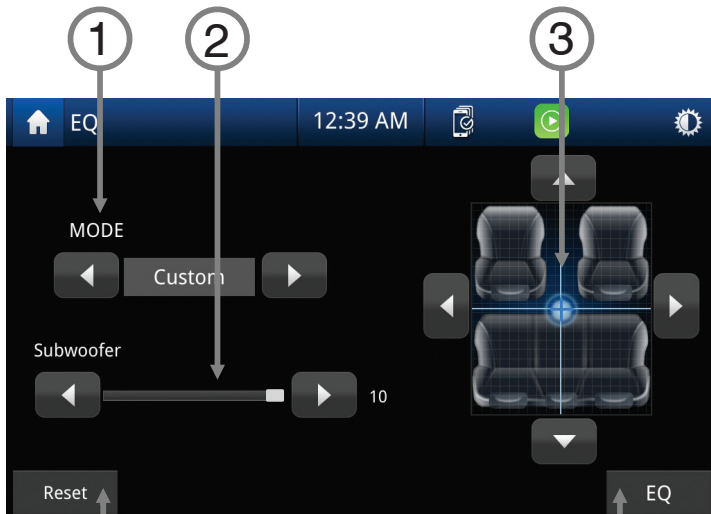 1 2 3
EQ 12:39 AM
MODE
Custom
Subwoofer
10
Reset EQ